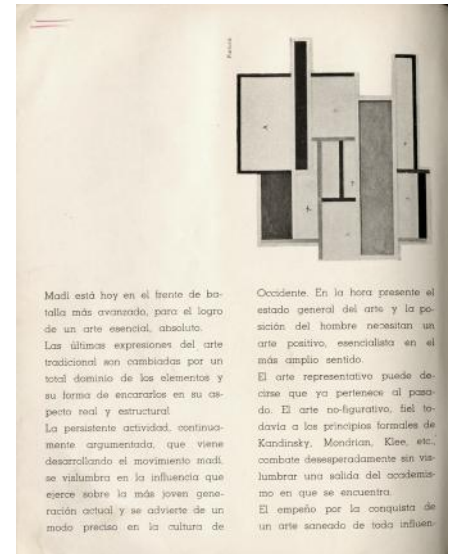 Madí está hoy en el frente de ba-
talla más avanzado, para el logro
de un arte esencial, absoluto.
Las últimas expresiones del arte
tradicional son cambiadas por un
total dominio de los elementos y
su forma de encararlos en su as-
pecto real y estructural
La persistente actividad, continua-
mente argumentada, que viene
desarrollando el movimiento madí
se vislumbra en la influencia que
ejerce sobre la más joven gene-
ración actual y se advierte de un
modo preciso en la cultura de
Occidente. En la hora presente el
estado general del arte y la po-
sición del hombre necesitan un
arte positivo, esencialista en el
más amplio sentido.
El arte representativo puede de-
cirse que ya pertenece al pasa-
do. El arte no-figurativo, fiel to-
davía a los principios formales de
Kandinsky, Mondrian, Klee, etc.,
combate desesperadamente sin vis-
lumbrar una salida del academis-
mo en que se encuentra.
El empeño por la conquista de
un arte saneado de toda influen-